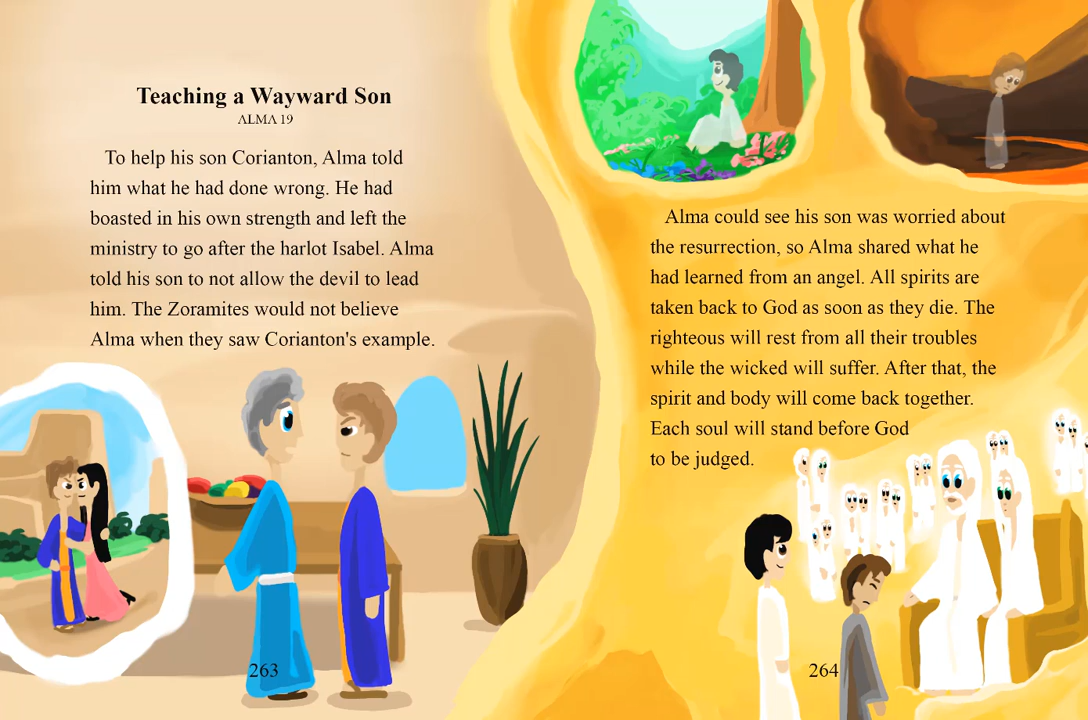 Teaching a Wayward Son
ALMA 19
To help his son Corianton, Alma told
him what he had done wrong. He had
boasted in his own strength and left the
ministry to go after the harlot Isabel. Alma
told his son to not allow the devil to lead
him. The Zoramites would not believe
Alma when they saw Corianton's example.
263
Alma could see his son was worried about
the resurrection, so Alma shared what he
had learned from an angel. All spirits are
taken back to God as soon as they die. The
righteous will rest from all their troubles
while the wicked will suffer. After that, the
spirit and body will come back together.
Each soul will stand before God
to be judged.
264